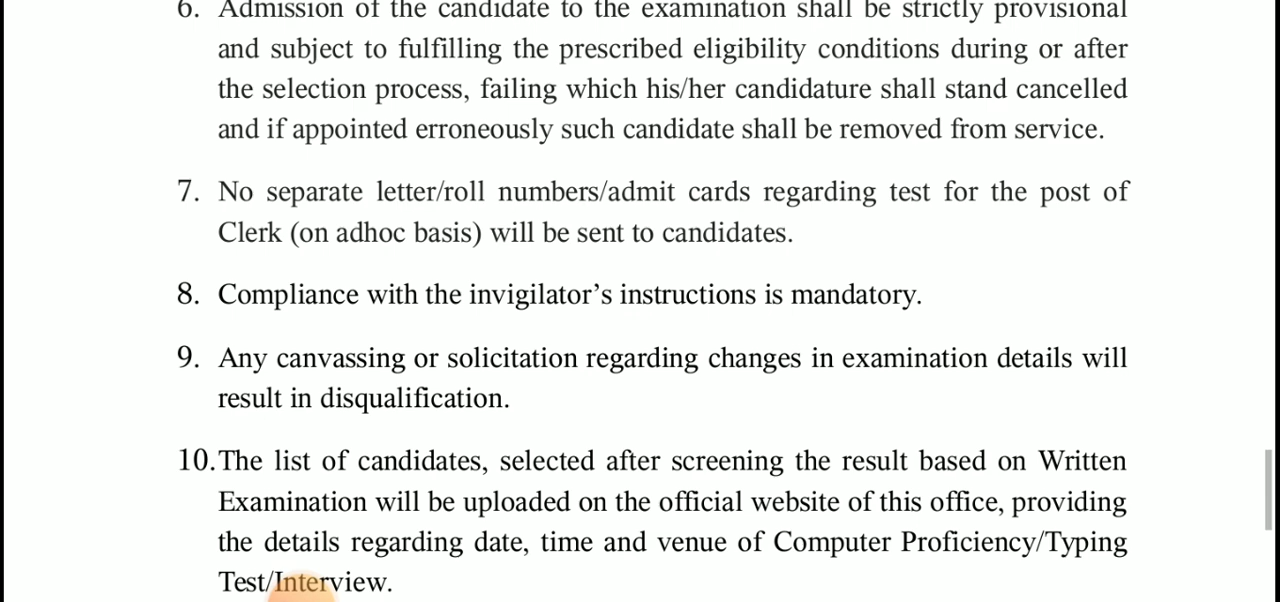 6. Admission of the candidate to the examination shall be strictly provisional
and subject to fulfilling the prescribed eligibility conditions during or after
the selection process, failing which his/her candidature shall stand cancelled
and if appointed erroneously such candidate shall be removed from service.
7. No separate letter/roll numbers/admit cards regarding test for the post of
Clerk (on adhoc basis) will be sent to candidates.
8. Compliance with the invigilator’s instructions is mandatory.
9. Any canvassing or solicitation regarding changes in examination details will
result in disqualification.
10. The list of candidates, selected after screening the result based on Written
Examination will be uploaded on the official website of this office, providing
the details regarding date, time and venue of Computer Proficiency/Typing
Test/Interview.